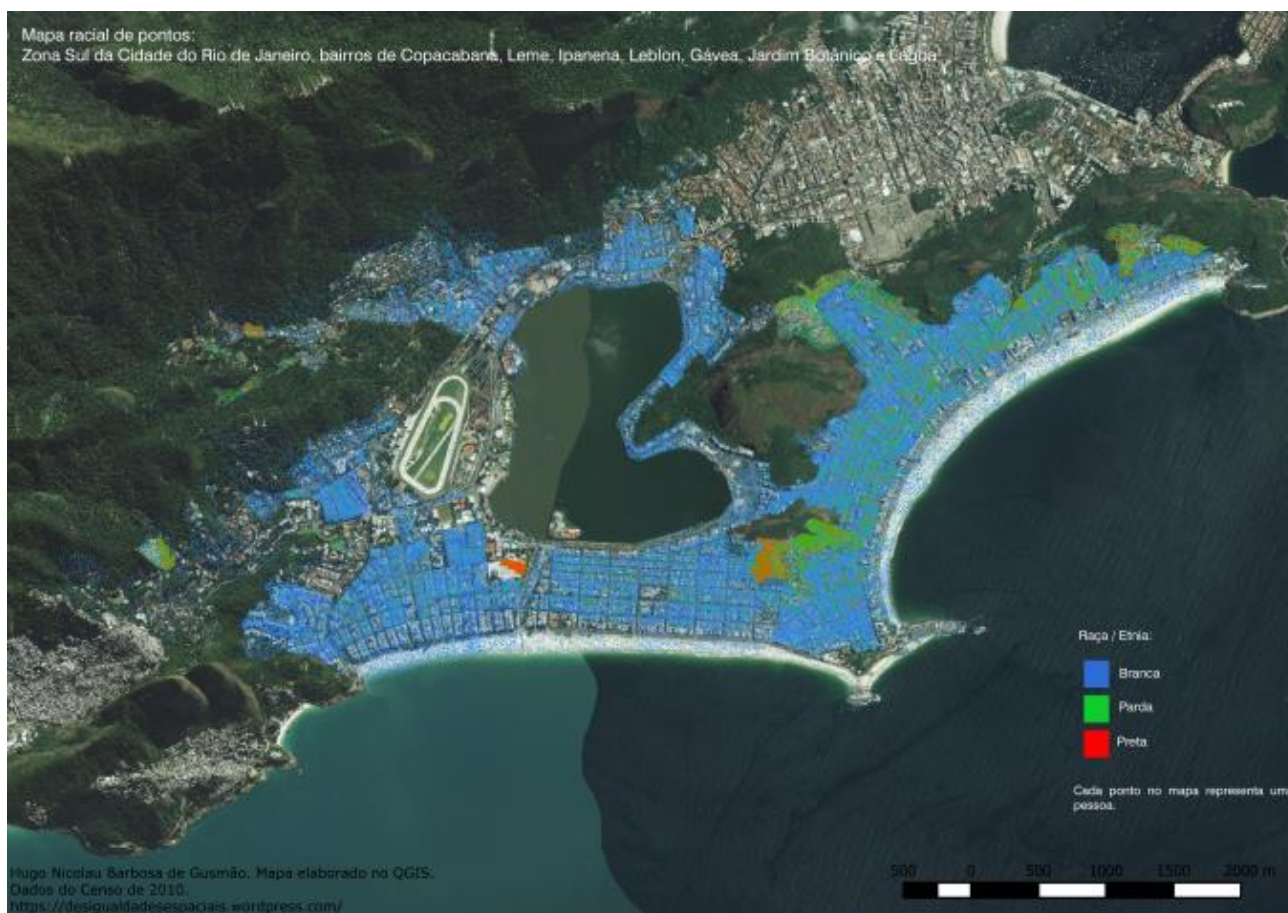 Mapa racial de pontos:
Zona Sul da Cidade do Rio de Janeiro, bairros de Copacabana, Leme, Ipanena, Leblon, Gávea, Jardim Botânico e Lagoa
Raça / Etnia:
Branca
Parda
Preta
Cada ponto no mapa representa uma
pessoa.
Hugo Nicolau Barbosa de Gusmão. Mapa elaborado no QGIS.
Dados do Censo de 2010.
https://desigualdadesespaciais.wordpress.com/
500 0 500 1000 1500 2000 m